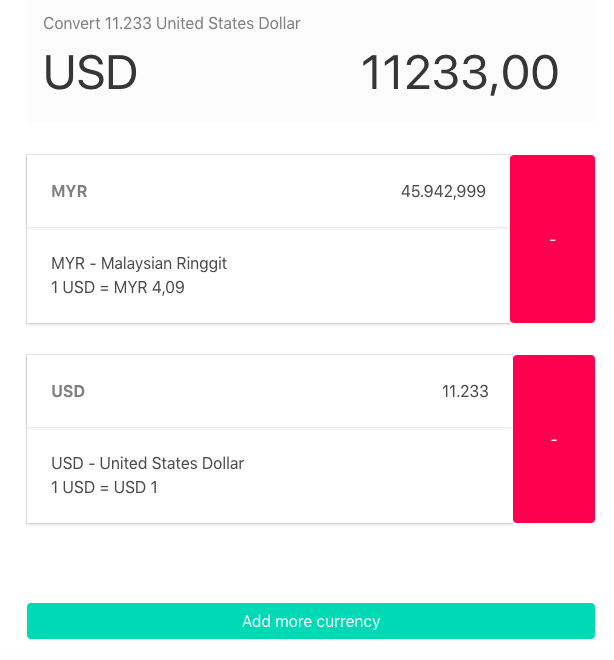 Convert 11.233 United States Dollar
USD 11233,00
MYR 45.942,999
-
MYR - Malaysian Ringgit
1 USD = MYR 4,09
USD 11.233
-
USD - United States Dollar
1 USD = USD 1
Add more currency